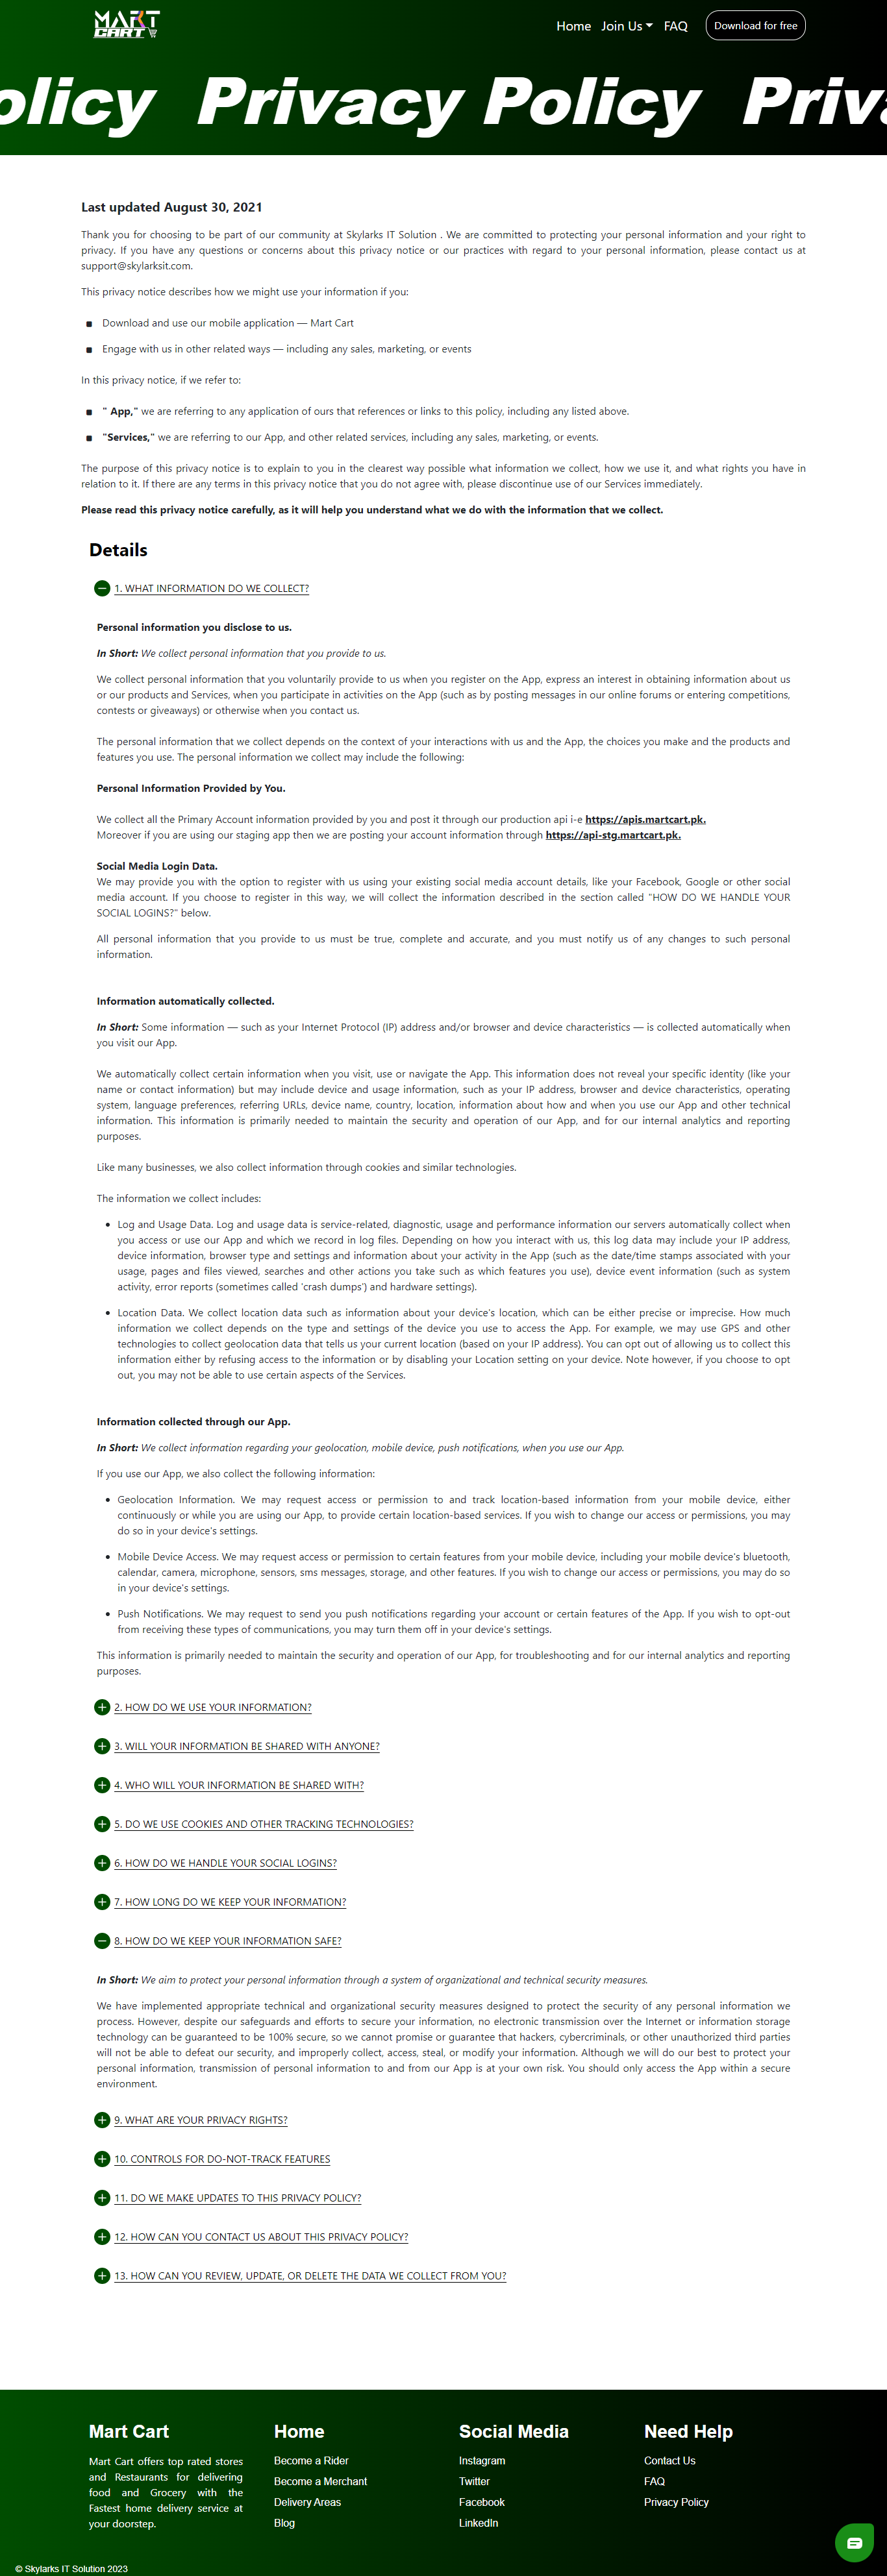 MART
CART
Home Join Us FAQ Download for free
olicy Privacy Policy Priva
Last updated August 30, 2021
Thank you for choosing to be part of our community at Skylarks IT Solution . We are committed to protecting your personal information and your right to
privacy. If you have any questions or concerns about this privacy notice or our practices with regard to your personal information, please contact us at
support@skylarksit.com.
This privacy notice describes how we might use your information if you:
Download and use our mobile application — Mart Cart
Engage with us in other related ways — including any sales, marketing, or events
In this privacy notice, if we refer to:
" App," we are referring to any application of ours that references or links to this policy, including any listed above.
"Services," we are referring to our App, and other related services, including any sales, marketing, or events.
The purpose of this privacy notice is to explain to you in the clearest way possible what information we collect, how we use it, and what rights you have in
relation to it. If there are any terms in this privacy notice that you do not agree with, please discontinue use of our Services immediately.
Please read this privacy notice carefully, as it will help you understand what we do with the information that we collect.
Details
1. WHAT INFORMATION DO WE COLLECT?
Personal information you disclose to us.
In Short: We collect personal information that you provide to us.
We collect personal information that you voluntarily provide to us when you register on the App, express an interest in obtaining information about us
or our products and Services, when you participate in activities on the App (such as by posting messages in our online forums or entering competitions,
contests or giveaways) or otherwise when you contact us.
The personal information that we collect depends on the context of your interactions with us and the App, the choices you make and the products and
features you use. The personal information we collect may include the following:
Personal Information Provided by You.
We collect all the Primary Account information provided by you and post it through our production api i-e https://apis.martcart.pk.
Moreover if you are using our staging app then we are posting your account information through https://api-stg.martcart.pk.
Social Media Login Data.
We may provide you with the option to register with us using your existing social media account details, like your Facebook, Google or other social
media account. If you choose to register in this way, we will collect the information described in the section called "HOW DO WE HANDLE YOUR
SOCIAL LOGINS?" below.
All personal information that you provide to us must be true, complete and accurate, and you must notify us of any changes to such personal
information.
Information automatically collected.
In Short: Some information — such as your Internet Protocol (IP) address and/or browser and device characteristics — is collected automatically when
you visit our App.
We automatically collect certain information when you visit, use or navigate the App. This information does not reveal your specific identity (like your
name or contact information) but may include device and usage information, such as your IP address, browser and device characteristics, operating
system, language preferences, referring URLs, device name, country, location, information about how and when you use our App and other technical
information. This information is primarily needed to maintain the security and operation of our App, and for our internal analytics and reporting
purposes.
Like many businesses, we also collect information through cookies and similar technologies.
The information we collect includes:
Log and Usage Data. Log and usage data is service-related, diagnostic, usage and performance information our servers automatically collect when
you access or use our App and which we record in log files. Depending on how you interact with us, this log data may include your IP address,
device information, browser type and settings and information about your activity in the App (such as the date/time stamps associated with your
usage, pages and files viewed, searches and other actions you take such as which features you use), device event information (such as system
activity, error reports (sometimes called 'crash dumps') and hardware settings).
Location Data. We collect location data such as information about your device's location, which can be either precise or imprecise. How much
information we collect depends on the type and settings of the device you use to access the App. For example, we may use GPS and other
technologies to collect geolocation data that tells us your current location (based on your IP address). You can opt out of allowing us to collect this
information either by refusing access to the information or by disabling your Location setting on your device. Note however, if you choose to opt
out, you may not be able to use certain aspects of the Services.
Information collected through our App.
In Short: We collect information regarding your geolocation, mobile device, push notifications, when you use our App.
If you use our App, we also collect the following information:
Geolocation Information. We may request access or permission to and track location-based information from your mobile device, either
continuously or while you are using our App, to provide certain location-based services. If you wish to change our access or permissions, you may
do so in your device's settings.
Mobile Device Access. We may request access or permission to certain features from your mobile device, including your mobile device's bluetooth,
calendar, camera, microphone, sensors, sms messages, storage, and other features. If you wish to change our access or permissions, you may do so
in your device's settings.
Push Notifications. We may request to send you push notifications regarding your account or certain features of the App. If you wish to opt-out
from receiving these types of communications, you may turn them off in your device's settings.
This information is primarily needed to maintain the security and operation of our App, for troubleshooting and for our internal analytics and reporting
purposes.
2. HOW DO WE USE YOUR INFORMATION?
3. WILL YOUR INFORMATION BE SHARED WITH ANYONE?
4. WHO WILL YOUR INFORMATION BE SHARED WITH?
5. DO WE USE COOKIES AND OTHER TRACKING TECHNOLOGIES?
6. HOW DO WE HANDLE YOUR SOCIAL LOGINS?
7. HOW LONG DO WE KEEP YOUR INFORMATION?
8. HOW DO WE KEEP YOUR INFORMATION SAFE?
In Short: We aim to protect your personal information through a system of organizational and technical security measures.
We have implemented appropriate technical and organizational security measures designed to protect the security of any personal information we
process. However, despite our safeguards and efforts to secure your information, no electronic transmission over the Internet or information storage
technology can be guaranteed to be 100% secure, so we cannot promise or guarantee that hackers, cybercriminals, or other unauthorized third parties
will not be able to defeat our security, and improperly collect, access, steal, or modify your information. Although we will do our best to protect your
personal information, transmission of personal information to and from our App is at your own risk. You should only access the App within a secure
environment.
9. WHAT ARE YOUR PRIVACY RIGHTS?
10. CONTROLS FOR DO-NOT-TRACK FEATURES
11. DO WE MAKE UPDATES TO THIS PRIVACY POLICY?
12. HOW CAN YOU CONTACT US ABOUT THIS PRIVACY POLICY?
13. HOW CAN YOU REVIEW, UPDATE, OR DELETE THE DATA WE COLLECT FROM YOU?
Mart Cart
Mart Cart offers top rated stores
and Restaurants for delivering
food and Grocery with the
Fastest home delivery service at
your doorstep.
Home
Become a Rider
Become a Merchant
Delivery Areas
Blog
Social Media
Instagram
Twitter
Facebook
LinkedIn
Need Help
Contact Us
FAQ
Privacy Policy
© Skylarks IT Solution 2023